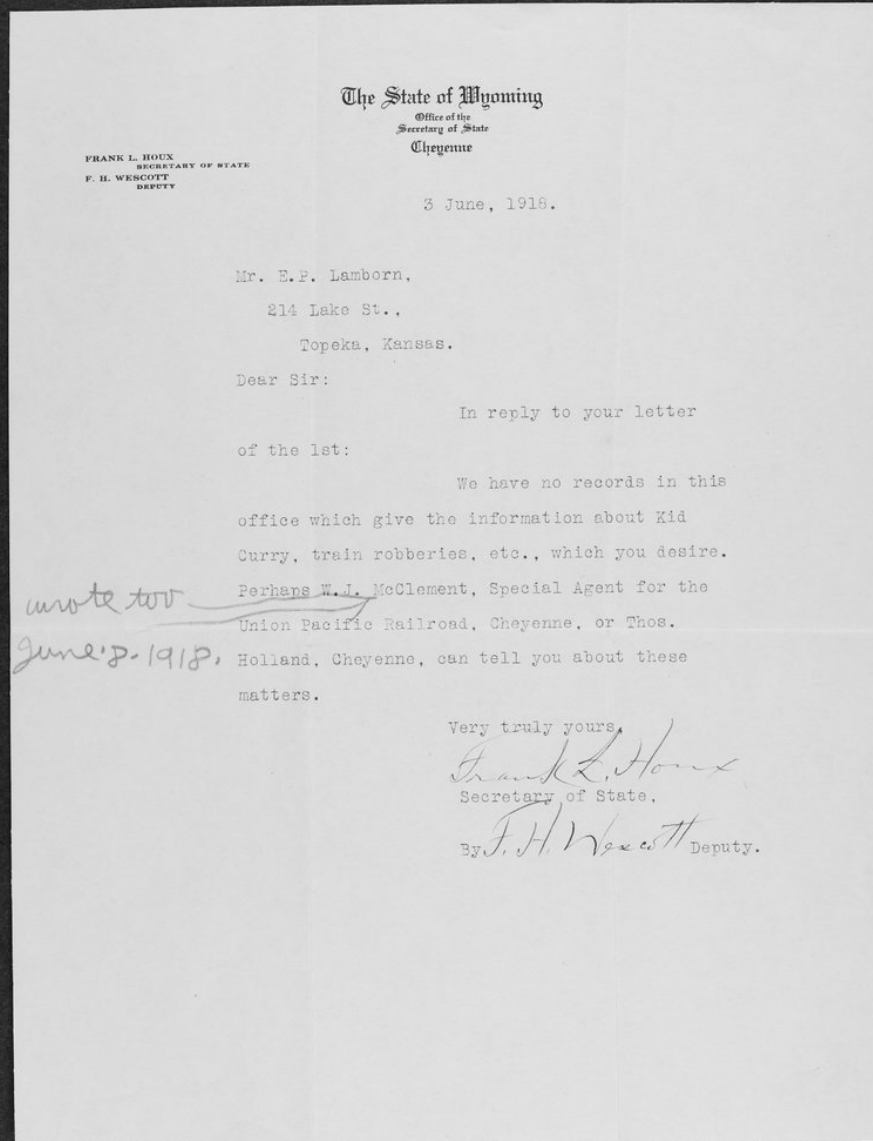 The State of Wyoming
Office of the
Secretary of State
Cheyenne
FRANK L. HOUX
SECRETARY OF STATE
F. H. WESCOTT
DEPUTY
3 June, 1918.
Mr. E.P. Lamborn,
214 Lake St.,
Topeka, Kansas.
Dear Sir:
In reply to your letter
of the 1st:
We have no records in this
office which give the information about Kid
Curry, train robberies, etc., which you desire.
Perhaps W.J. McClement, Special Agent for the
Union Pacific Railroad, Cheyenne, or Thos.
Holland, Cheyenne, can tell you about these
matters.
wrote too
June 8-1918.
Very truly yours,
Frank L. Houx
Secretary of State,
By F. H. Wescott Deputy.